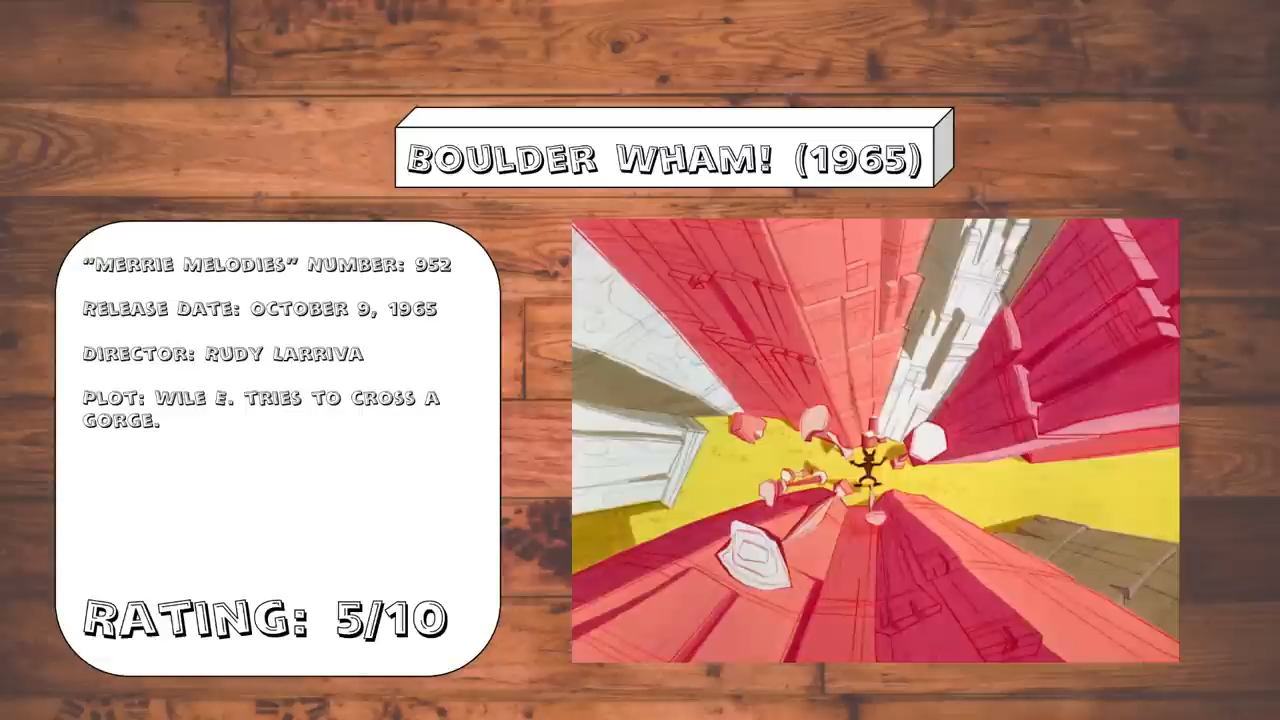 BOULDER WHAM! (1965)
"MERRIE MELODIES" NUMBER: 952
RELEASE DATE: OCTOBER 9, 1965
DIRECTOR: RUDY LARRIVA
PLOT: WILE E. TRIES TO CROSS A
GORGE.
RATING: 5/10